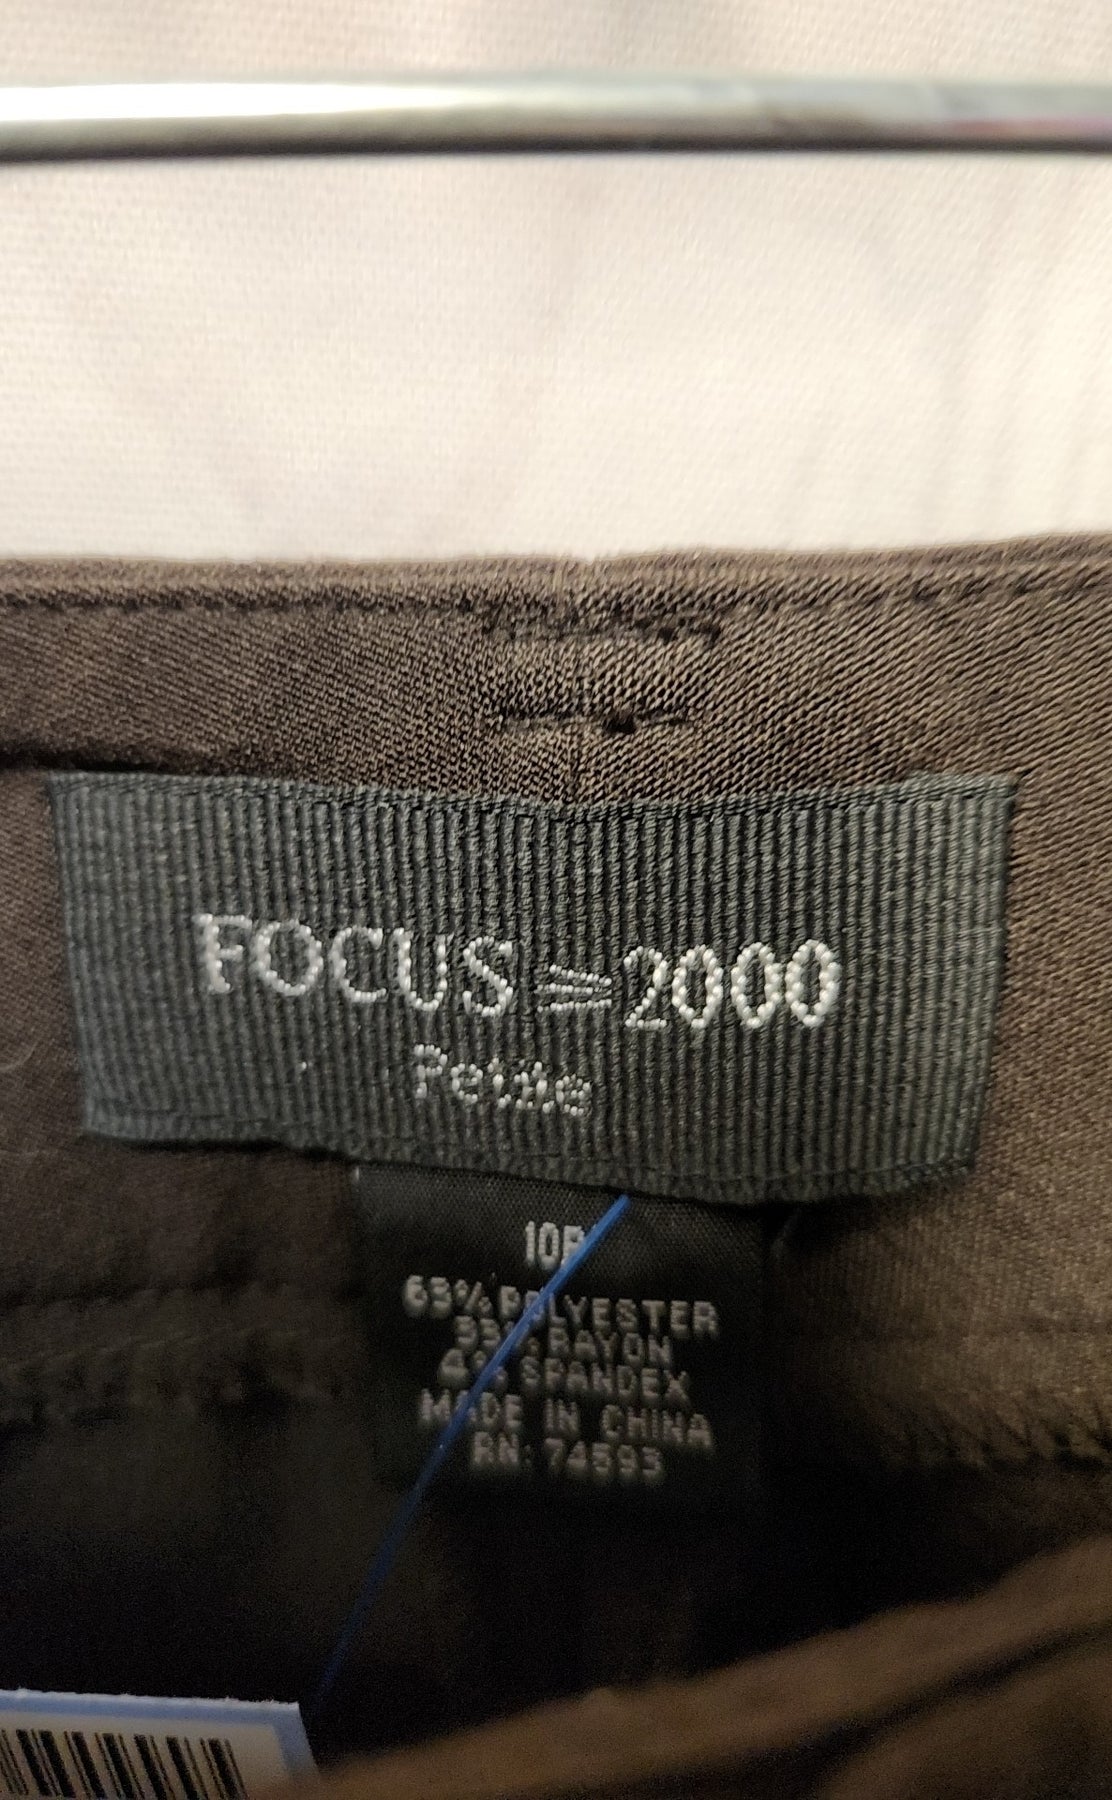 FOCUS 2000
Petite
10P
63% POLYESTER
33% RAYON
4% SPANDEX
MADE IN CHINA
RN: 74593